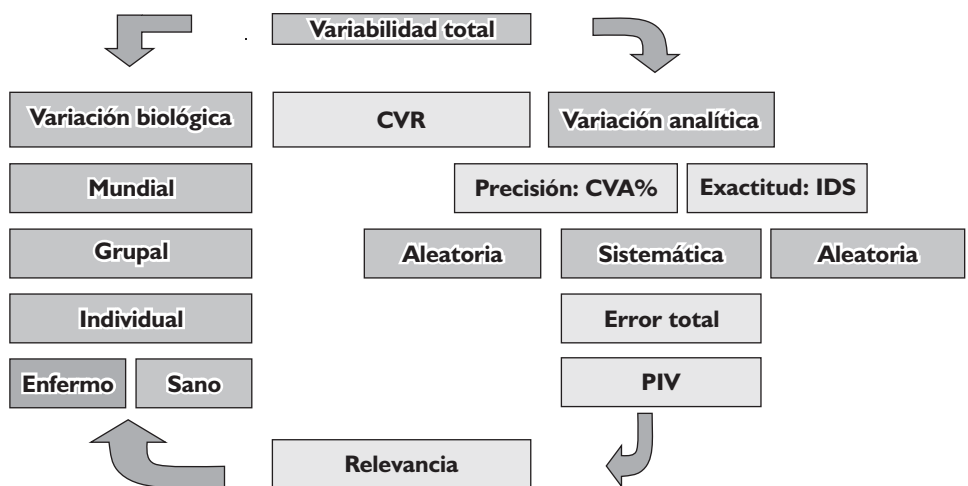 Variabilidad total
Variación biológica
CVR
Variación analítica
Mundial
Precisión: CVA%
Exactitud: IDS
Grupal
Aleatoria
Sistemática
Aleatoria
Individual
Error total
Enfermo
Sano
PIV
Relevancia